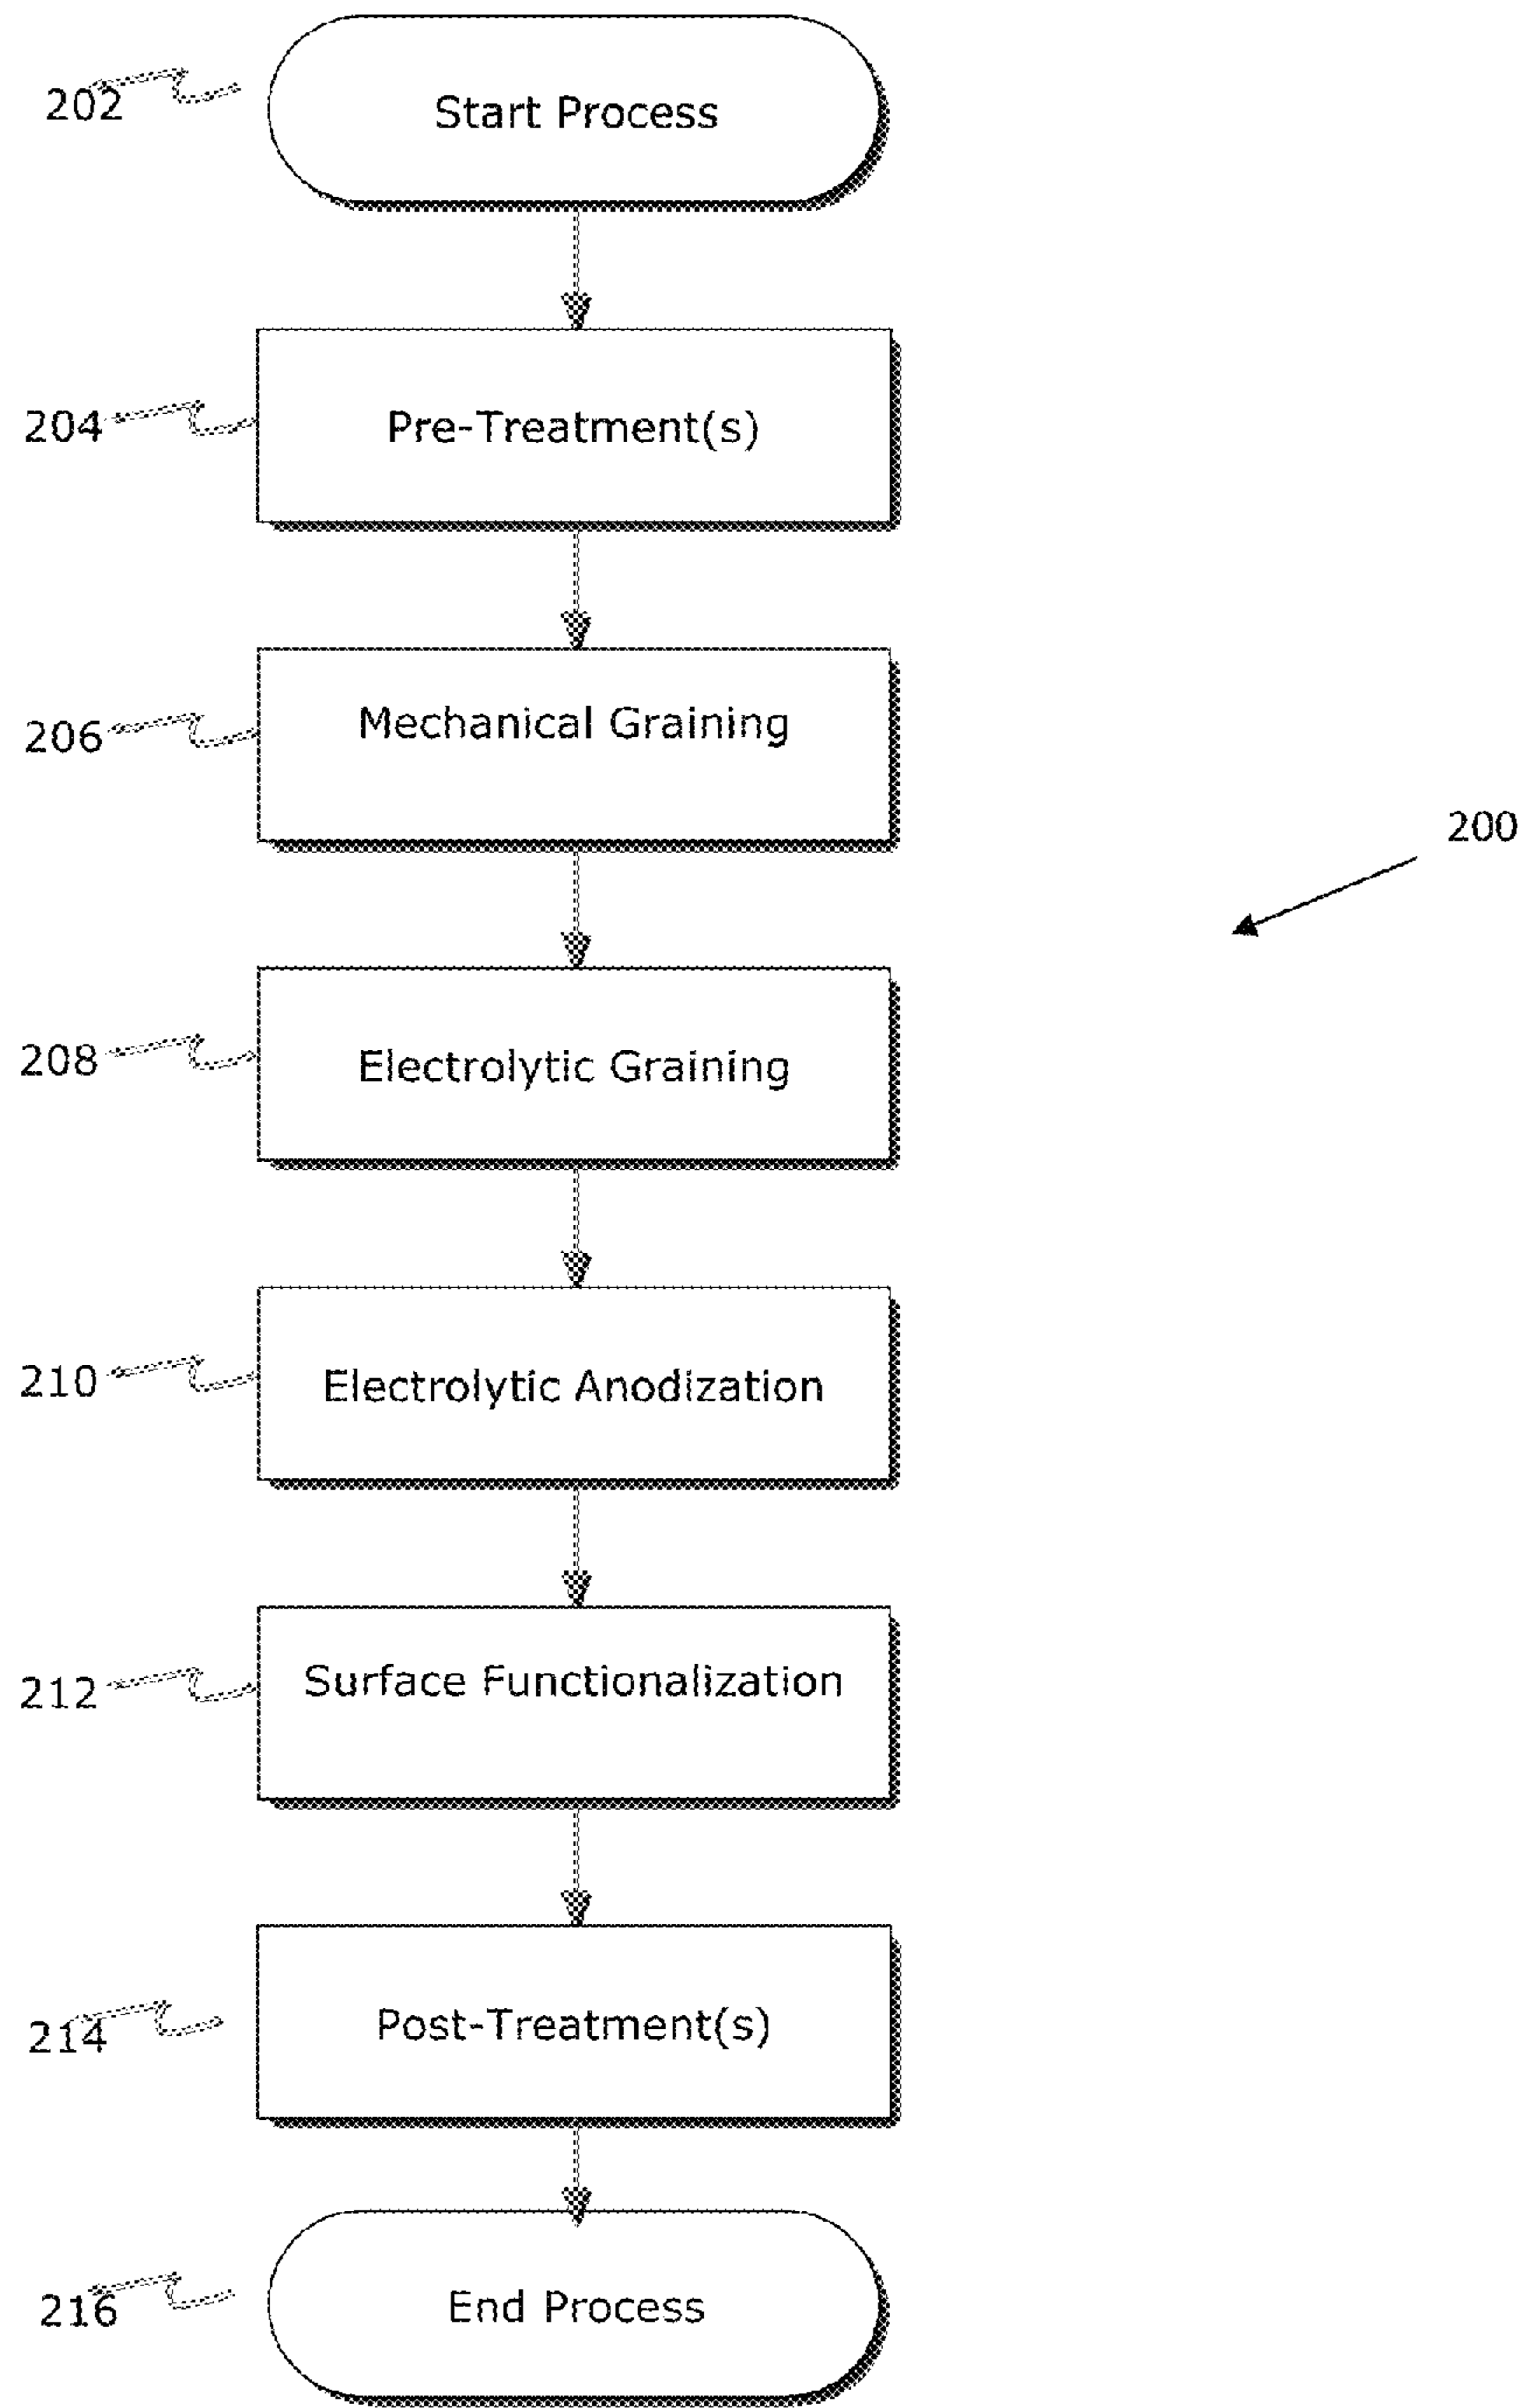 202
Start Process
204
Pre-Treatment(s)
206
Mechanical Graining
200
208
Electrolytic Graining
210
Electrolytic Anodization
212
Surface Functionalization
214
Post-Treatment(s)
216
End Process